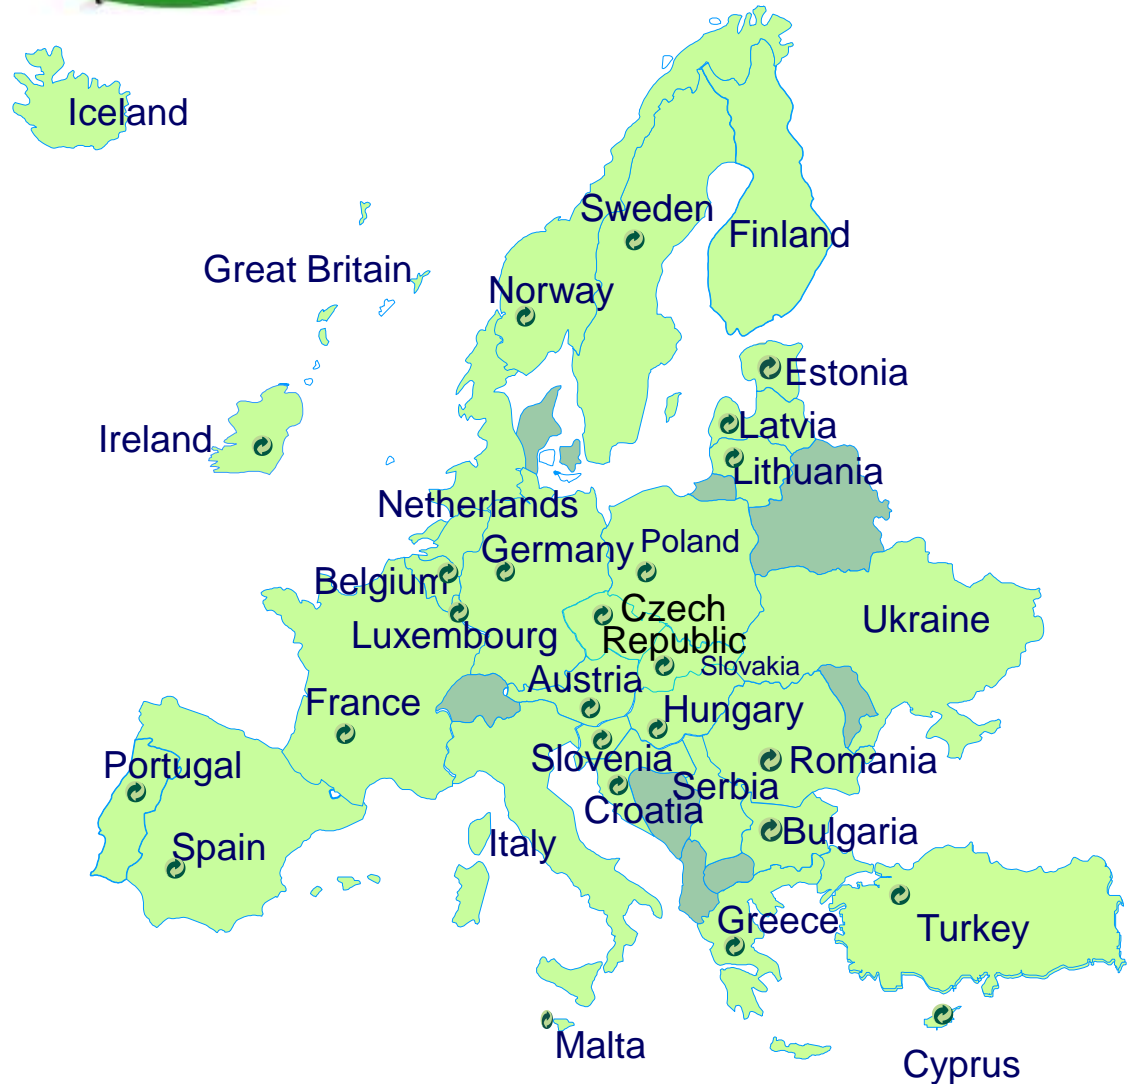 Iceland
Sweden
Finland
Great Britain
Norway
Estonia
Latvia
Ireland
Lithuania
Netherlands
Germany
Poland
Belgium
Czech
Republic
Ukraine
Luxembourg
Slovakia
Austria
France
Hungary
Slovenia
Romania
Portugal
Serbia
Croatia
Bulgaria
Italy
Spain
Greece
Turkey
Malta
Cyprus